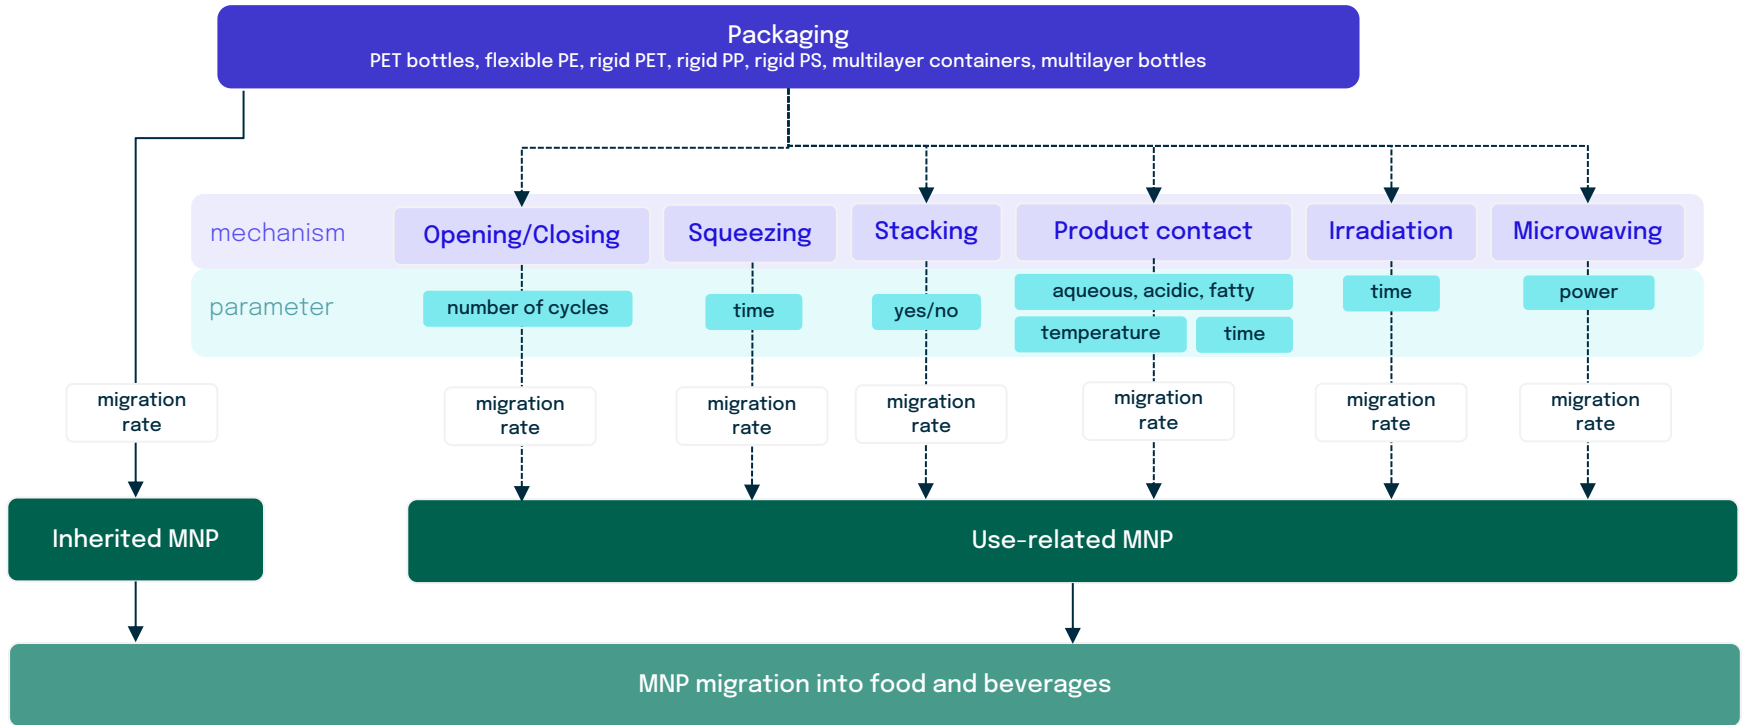 Packaging
PET bottles, flexible PE, rigid PET, rigid PP, rigid PS, multilayer containers, multilayer bottles
mechanism
Opening/Closing
Squeezing
Stacking
Product contact
Irradiation
Microwaving
parameter
number of cycles
time
yes/no
aqueous, acidic, fatty
temperature
time
time
power
migration
rate
migration
rate
migration
rate
migration
rate
migration
rate
migration
rate
migration
rate
Inherited MNP
Use-related MNP
MNP migration into food and beverages